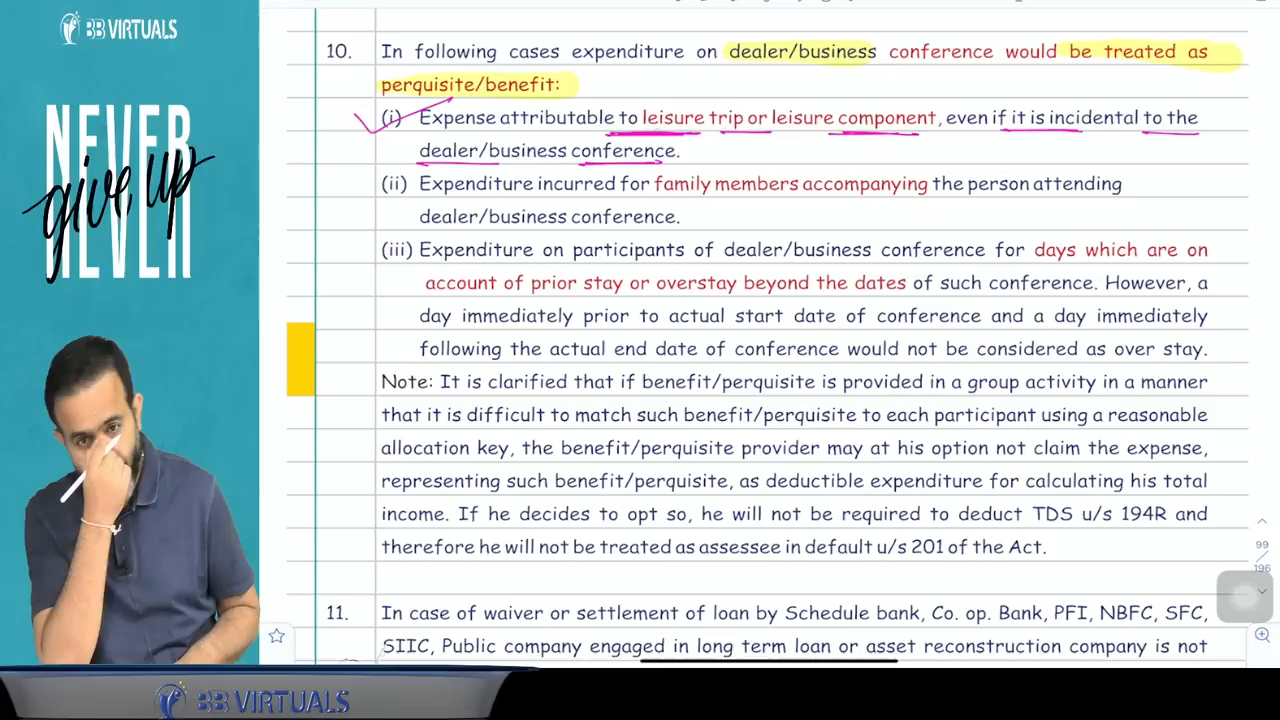 BB VIRTUALS
NEVER
give up
NEVER
10. In following cases expenditure on dealer/business conference would be treated as
perquisite/benefit:
(i) Expense attributable to leisure trip or leisure component, even if it is incidental to the
dealer/business conference.
(ii) Expenditure incurred for family members accompanying the person attending
dealer/business conference.
(iii) Expenditure on participants of dealer/business conference for days which are on
account of prior stay or overstay beyond the dates of such conference. However, a
day immediately prior to actual start date of conference and a day immediately
following the actual end date of conference would not be considered as over stay.
Note: It is clarified that if benefit/perquisite is provided in a group activity in a manner
that it is difficult to match such benefit/perquisite to each participant using a reasonable
allocation key, the benefit/perquisite provider may at his option not claim the expense,
representing such benefit/perquisite, as deductible expenditure for calculating his total
income. If he decides to opt so, he will not be required to deduct TDS u/s 194R and
therefore he will not be treated as assessee in default u/s 201 of the Act.
99
196
11. In case of waiver or settlement of loan by Schedule bank, Co. op. Bank, PFI, NBFC, SFC,
SIIC, Public company engaged in long term loan or asset reconstruction company is not
BB VIRTUALS